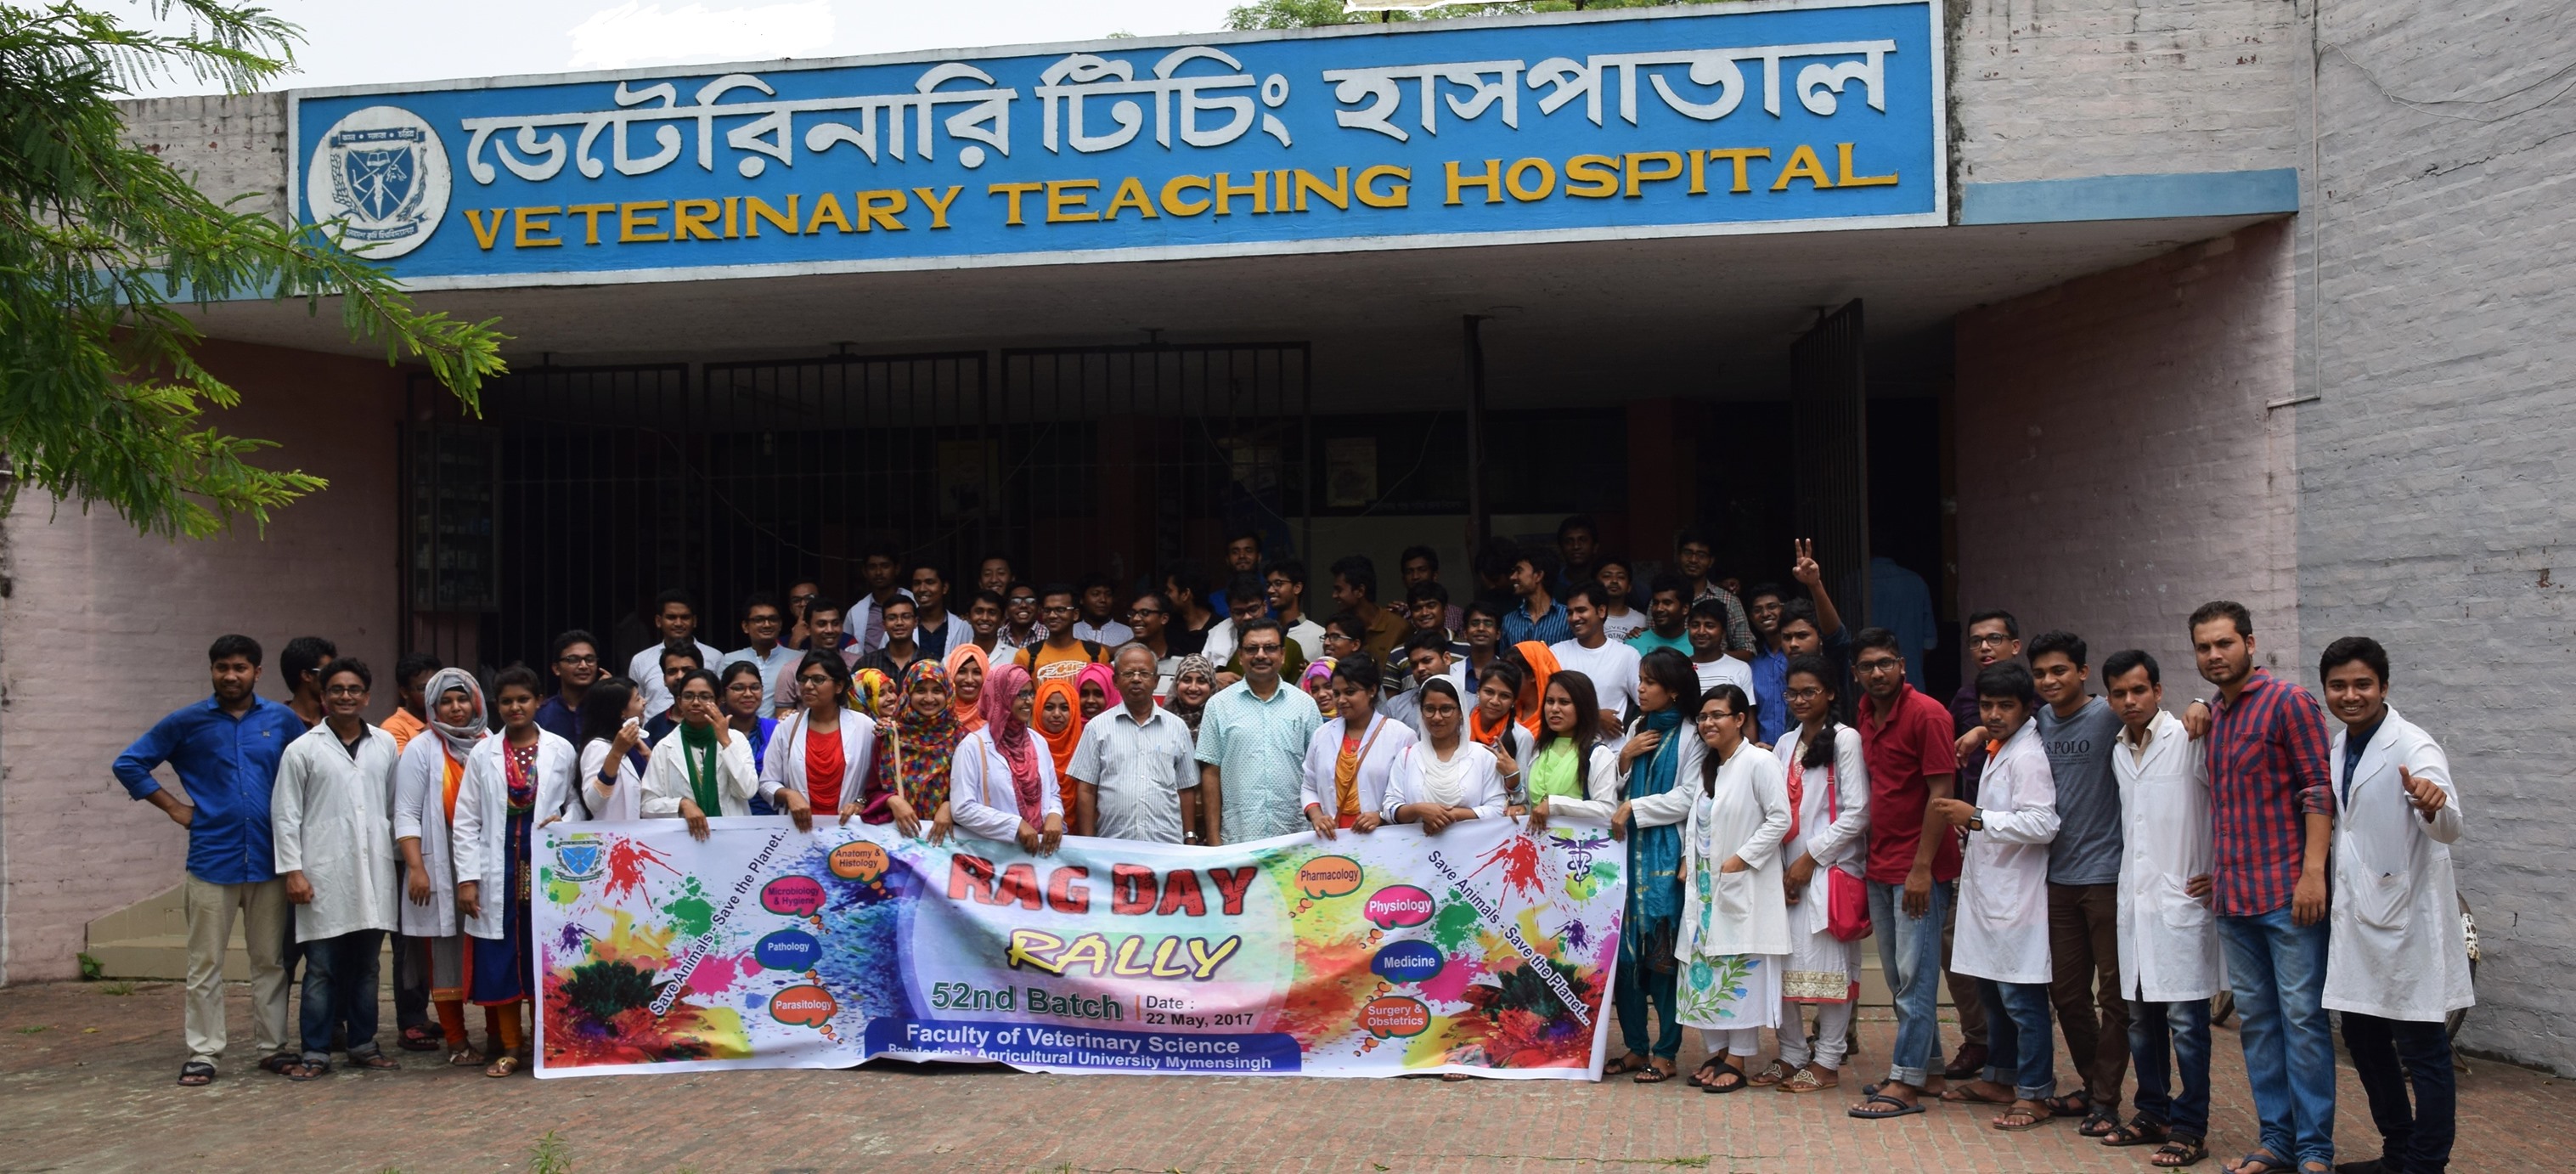 ভেটেরিনারি টিচিং হাসপাতাল
VETERINARY TEACHING HOSPITAL
S.POLO
Save Animals - Save the Planet...
Anatomy &
Histology
Microbiology
& Hygiene
Pathology
Parasitology
RAG DAY
RALLY
52nd Batch
Date :
22 May, 2017
Faculty of Veterinary Science
Bangladesh Agricultural University Mymensingh
Pharmacology
Physiology
Medicine
Surgery &
Obstetrics
Save Animals - Save the Planet...